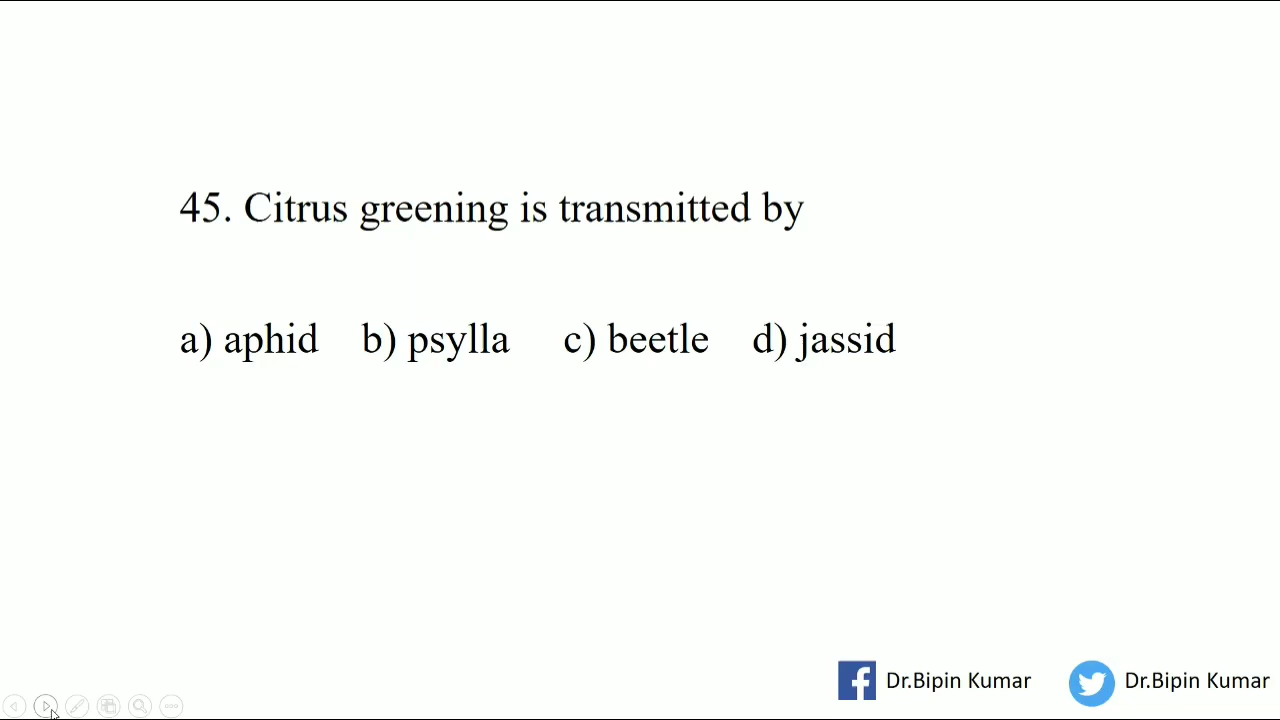 45. Citrus greening is transmitted by
a) aphid b) psylla c) beetle d) jassid
Dr.Bipin Kumar Dr.Bipin Kumar